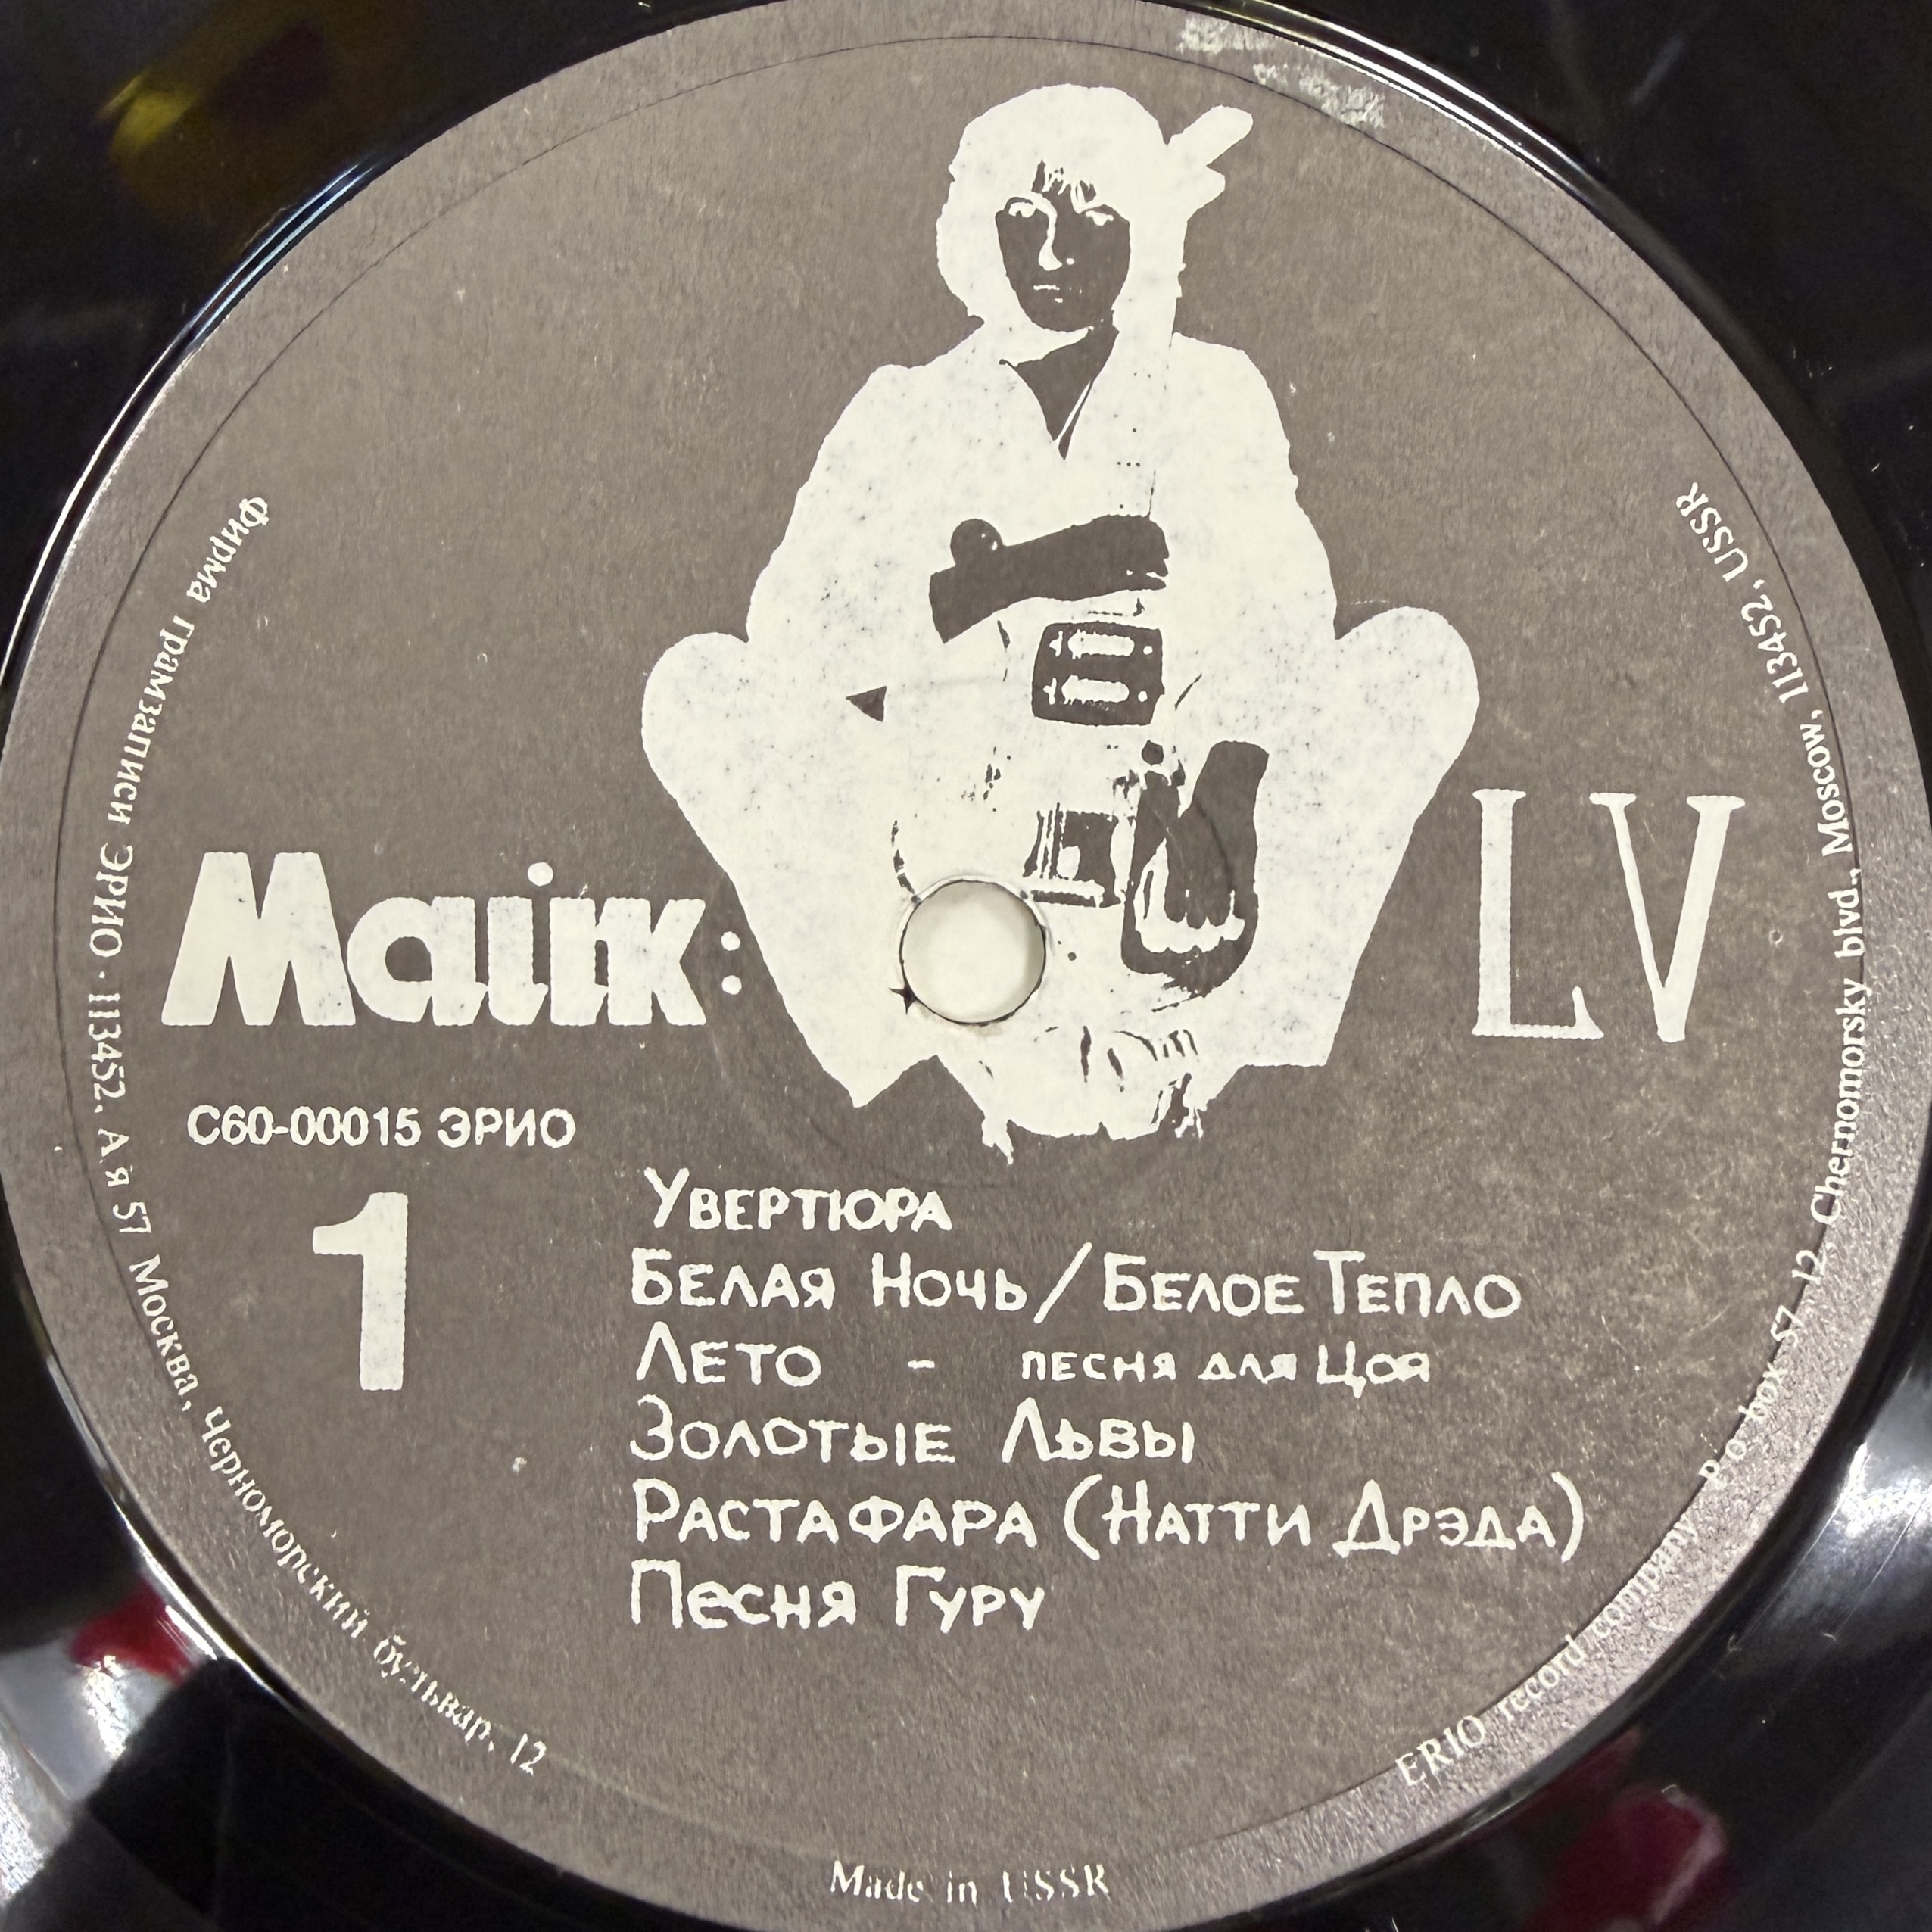 Майк:
LV
С60-00015 ЭРИО
1
Увертюра
Белая Ночь/Белое Тепло
Лето - песня для Цоя
Золотые Львы
Растафара (Натти Дрэда)
Песня Гуру
Фирма грамзаписи ЭРИО · 113452, А я 57 Москва, Черноморский бульвар, 12
ERIO record company P.o. box 57, 12 Chernomorsky blvd., Moscow, 113452, USSR
Made in USSR